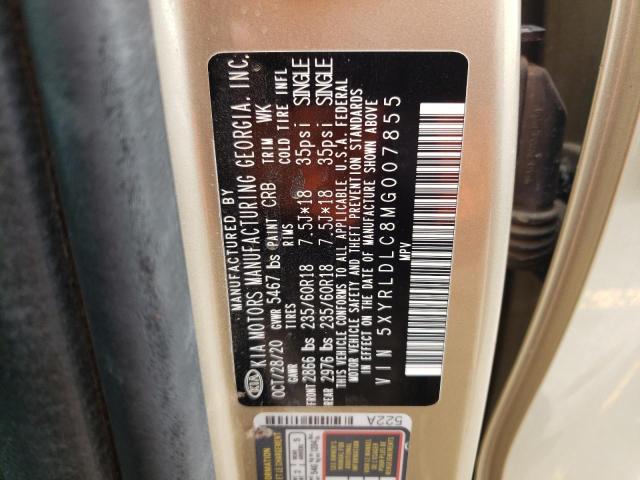 MANUFACTURED BY
KIA KIA MOTORS MANUFACTURING GEORGIA, INC.
OCT/28/20 GVWR 5467 lbs PAINT CRB TRIM WK
GAWR TIRES RIMS COLD TIRE INFL
FRONT 2866 lbs 235/60R18 7.5J*18 35psi SINGLE
REAR 2976 lbs 235/60R18 7.5J*18 35psi SINGLE
THIS VEHICLE CONFORMS TO ALL APPLICABLE U.S.A. FEDERAL
MOTOR VEHICLE SAFETY AND THEFT PREVENTION STANDARDS
IN EFFECT ON THE DATE OF MANUFACTURE SHOWN ABOVE
VIN 5XYRLDLC8MG007855
MPV
522A